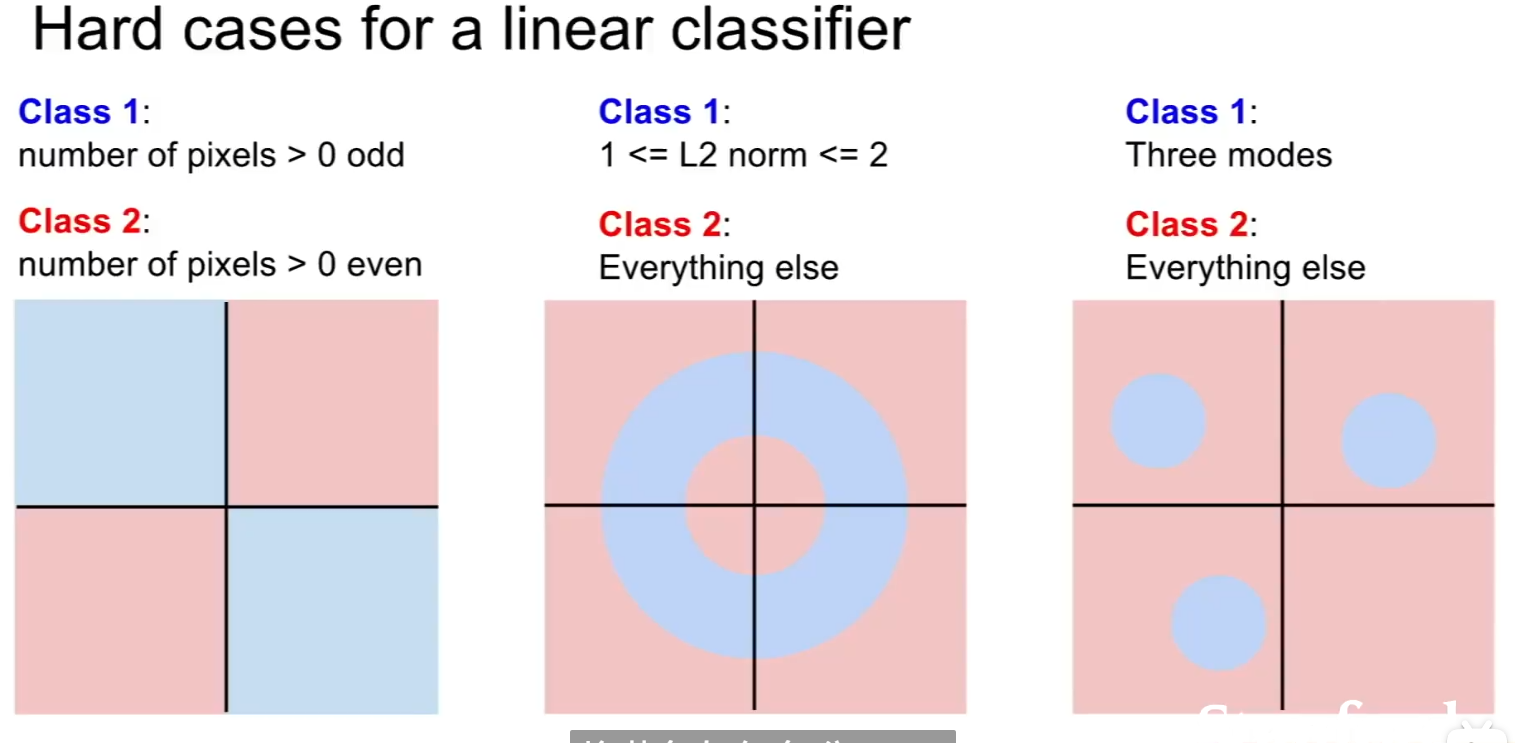 Hard cases for a linear classifier
Class 1:
number of pixels > 0 odd
Class 2:
number of pixels > 0 even
Class 1:
1 <= L2 norm <= 2
Class 2:
Everything else
Class 1:
Three modes
Class 2:
Everything else